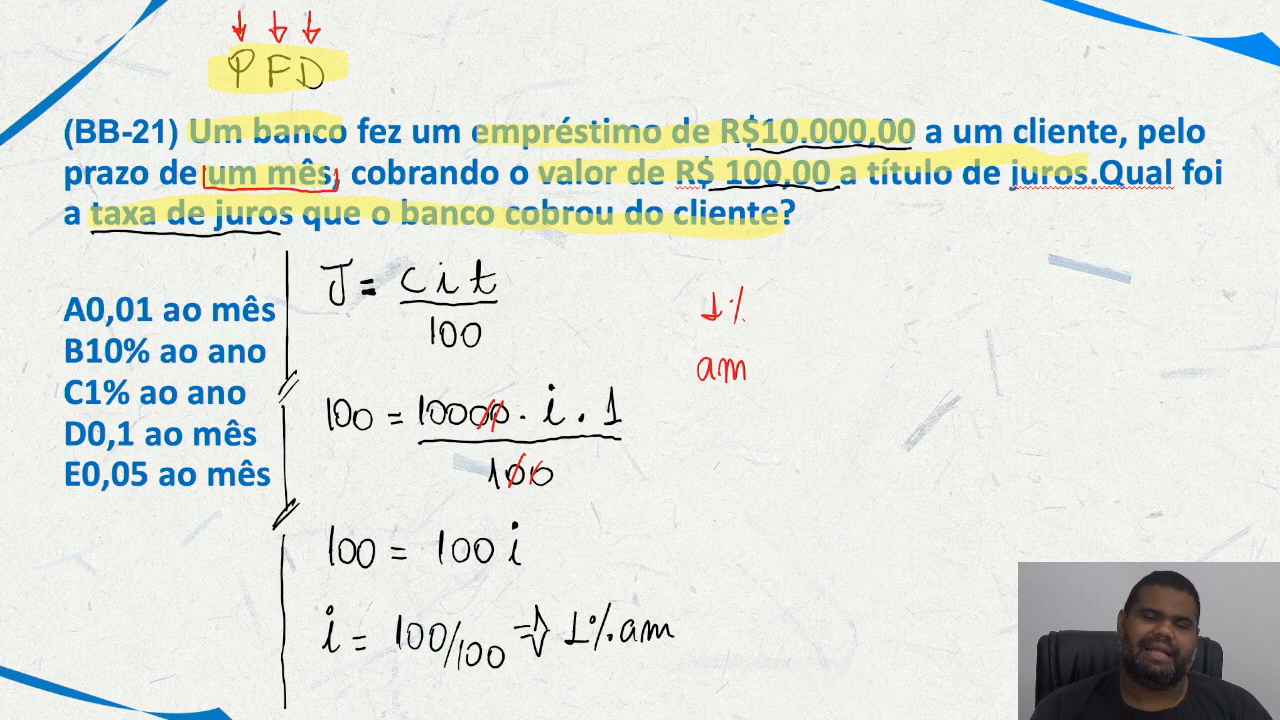 PFD
(BB-21) Um banco fez um empréstimo de R$10.000,00 a um cliente, pelo
prazo de um mês, cobrando o valor de R$ 100,00 a título de juros.Qual foi
a taxa de juros que o banco cobrou do cliente?
A0,01 ao mês
B10% ao ano
C1% ao ano
D0,1 ao mês
E0,05 ao mês
J = c i t
100
1%
am
100 = 10000 . i . 1
100
100 = 100 i
i = 100/100 ⇒ 1% am